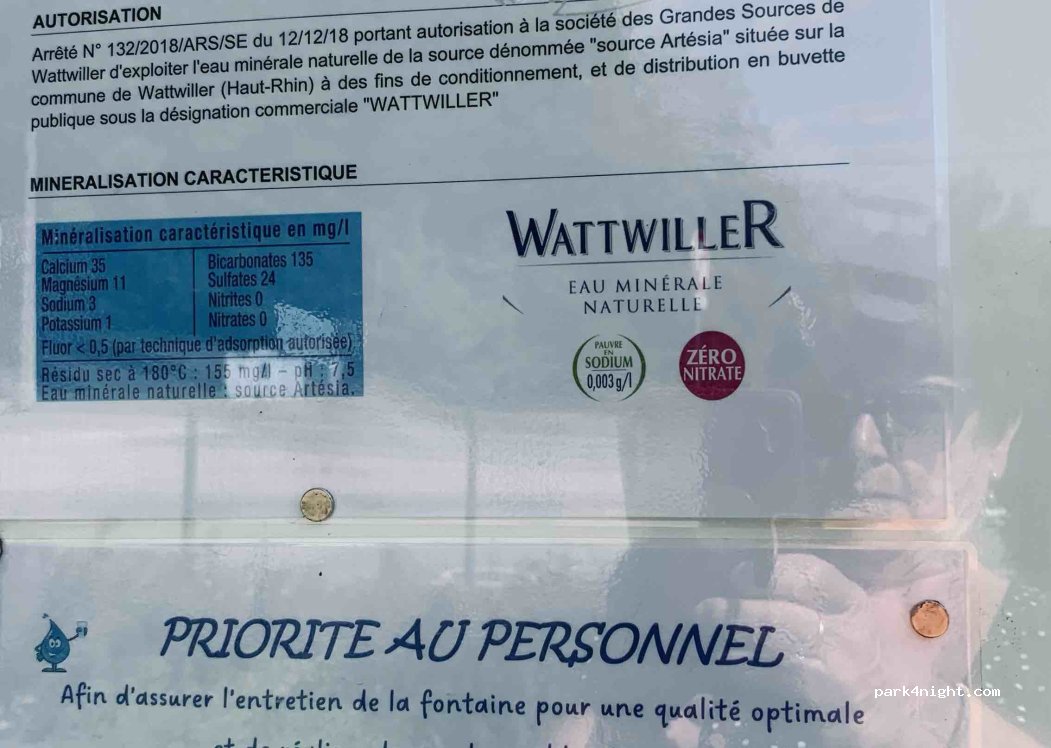 AUTORISATION
Arrêté N° 132/2018/ARS/SE du 12/12/18 portant autorisation à la société des Grandes Sources de
Wattwiller d'exploiter l'eau minérale naturelle de la source dénommée "source Artésia" située sur la
commune de Wattwiller (Haut-Rhin) à des fins de conditionnement, et de distribution en buvette
publique sous la désignation commerciale "WATTWILLER"
MINERALISATION CARACTERISTIQUE
Minéralisation caractéristique en mg/l
Calcium 35
Magnésium 11
Sodium 3
Potassium 1
Bicarbonates 135
Sulfates 24
Nitrites 0
Nitrates 0
Fluor < 0,5 (par technique d'adsorption autorisée)
Résidu sec à 180°C : 155 mg/l – pH : 7,5
Eau minérale naturelle : source Artésia.
WATTWILLER
EAU MINÉRALE
NATURELLE
PAUVRE
EN
SODIUM
0,003 g/l
ZÉRO
NITRATE
PRIORITE AU PERSONNEL
Afin d'assurer l'entretien de la fontaine pour une qualité optimale
park4night.com